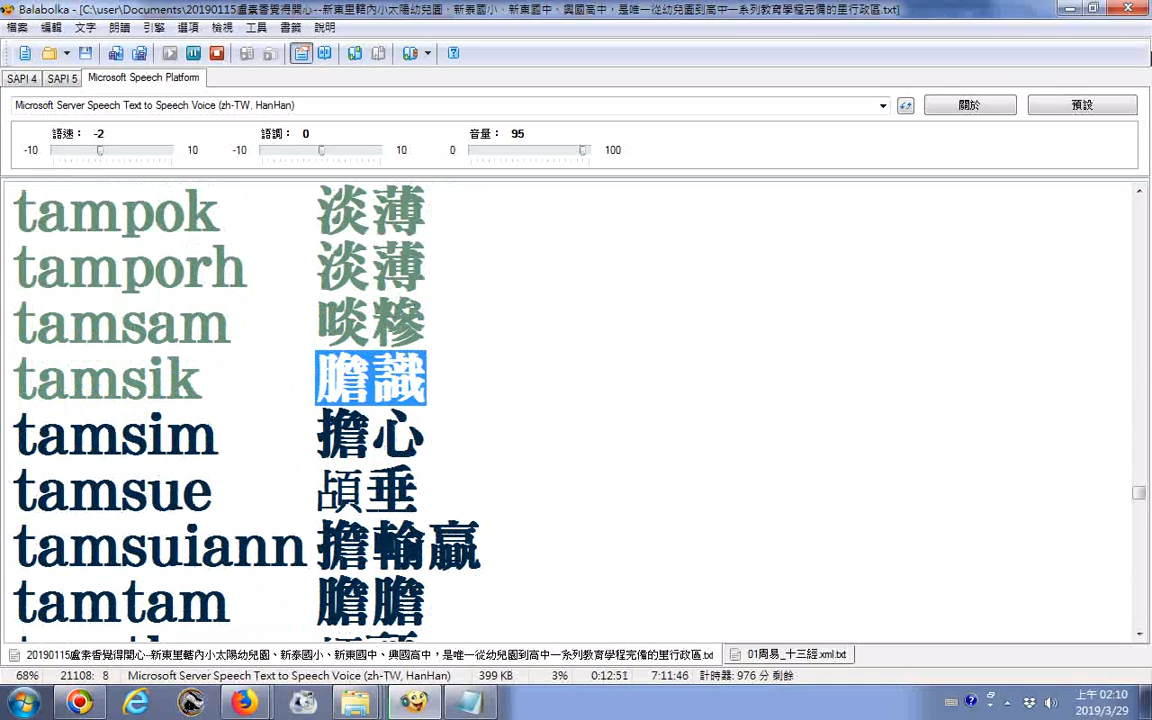 Balabolka - [C:\user\Documents\20190115盧素香覺得開心--新東里轄內小太陽幼兒園、新泰國小、新東國中、興國高中，是唯一從幼兒園到高中一系列教育學程完備的里行政區.txt]
檔案 編輯 文字 朗讀 引擎 選項 檢視 工具 書籤 說明
SAPI 4 SAPI 5 Microsoft Speech Platform
Microsoft Server Speech Text to Speech Voice (zh-TW, HanHan) 關於 預設
語速： -2 語調： 0 音量： 95
-10 10 -10 10 0 100
tampok 淡薄
tamporh 淡薄
tamsam 啖糝
tamsik 膽識
tamsim 擔心
tamsue 頕垂
tamsuiann 擔輸贏
tamtam 膽膽
20190115盧素香覺得開心--新東里轄內小太陽幼兒園、新泰國小、新東國中、興國高中，是唯一從幼兒園到高中一系列教育學程完備的里行政區.txt 01周易_十三經.xml.txt
68% 21108: 8 Microsoft Server Speech Text to Speech Voice (zh-TW, HanHan) 399 KB 3% 0:12:51 7:11:46 計時器: 976 分 剩餘
上午 02:10
2019/3/29